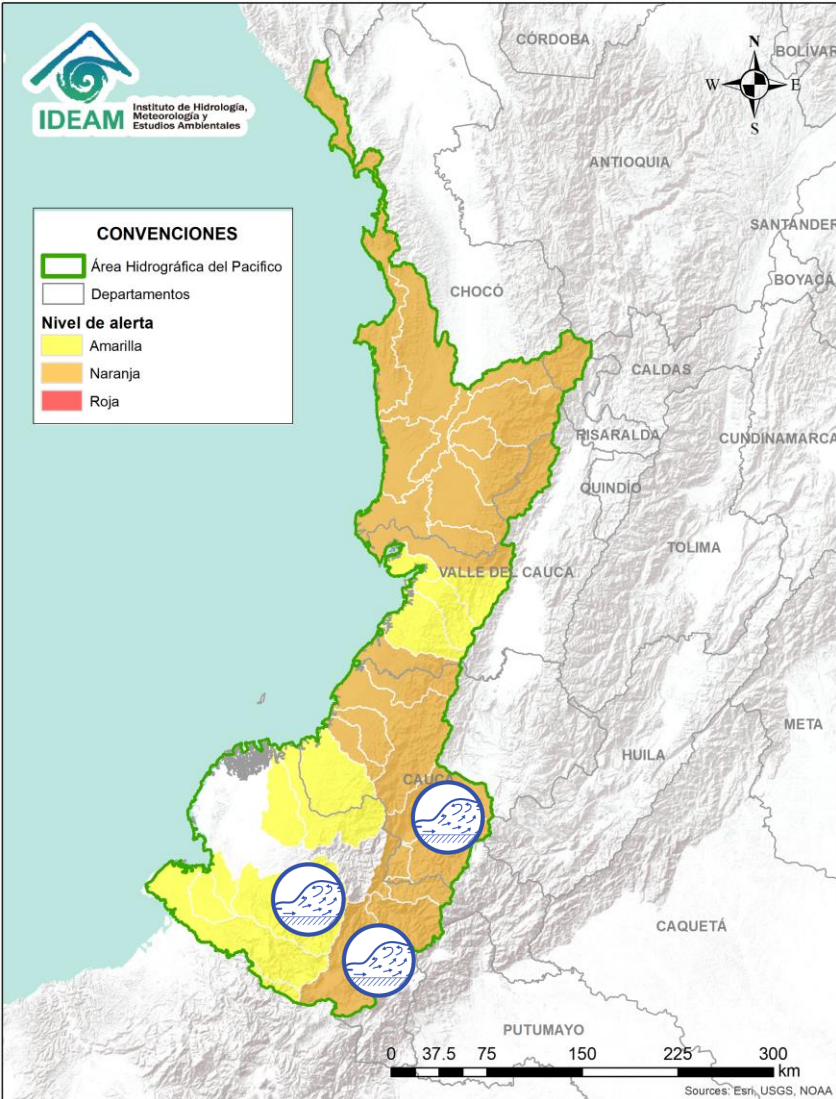 IDEAM
Instituto de Hidrología,
Meteorología y
Estudios Ambientales
CÓRDOBA
BOLÍVAR
N
W
E
S
ANTIOQUIA
SANTANDER
BOYACÁ
CONVENCIONES
Área Hidrográfica del Pacifico
Departamentos
Nivel de alerta
Amarilla
Naranja
Roja
CHOCÓ
CALDAS
RISARALDA
CUNDINAMARCA
QUINDÍO
TOLIMA
VALLE DEL CAUCA
META
HUILA
CAUCA
CAQUETÁ
PUTUMAYO
0 37.5 75 150 225 300
km
Sources: Esri, USGS, NOAA